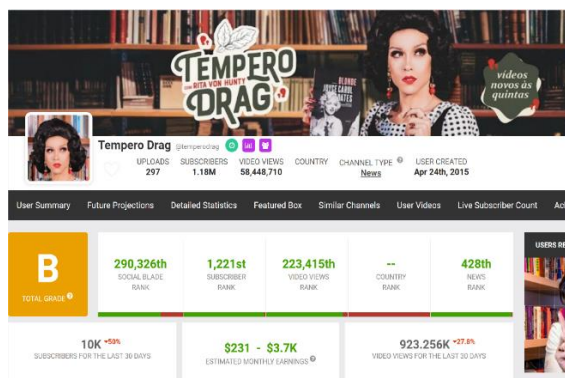 TEMPERO
COM RITA VON HUNTY
DRAG
BLONDE
JOYCE CAROL
OATES
vídeos
novos às
quintas
Tempero Drag @temperodrag
UPLOADS
297
SUBSCRIBERS
1.18M
VIDEO VIEWS
58,448,710
COUNTRY
CHANNEL TYPE
News
USER CREATED
Apr 24th, 2015
User Summary Future Projections Detailed Statistics Featured Box Similar Channels User Videos Live Subscriber Count Ac
B
TOTAL GRADE
290,326th
SOCIAL BLADE
RANK
1,221st
SUBSCRIBER
RANK
223,415th
VIDEO VIEWS
RANK
--
COUNTRY
RANK
428th
NEWS
RANK
USERS RE
10K -50%
SUBSCRIBERS FOR THE LAST 30 DAYS
$231 - $3.7K
ESTIMATED MONTHLY EARNINGS
923.256K -27.8%
VIDEO VIEWS FOR THE LAST 30 DAYS